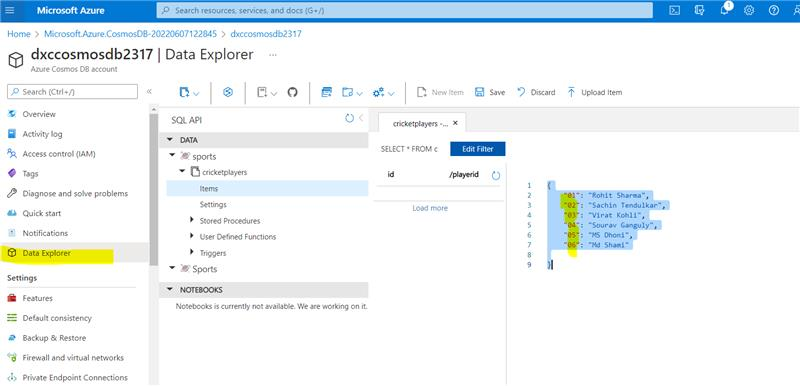 Microsoft Azure
Search resources, services, and docs (G+/)
1
Home > Microsoft.Azure.CosmosDB-20220607122845 > dxccosmosdb2317
dxccosmosdb2317 | Data Explorer ...
Azure Cosmos DB account
Search (Ctrl+/)
Overview
Activity log
Access control (IAM)
Tags
Diagnose and solve problems
Quick start
Notifications
Data Explorer
Settings
Features
Default consistency
Backup & Restore
Firewall and virtual networks
Private Endpoint Connections
New Item
Save
Discard
Upload Item
SQL API
DATA
sports
cricketplayers
Items
Settings
Stored Procedures
User Defined Functions
Triggers
Sports
NOTEBOOKS
Notebooks is currently not available. We are working on it.
cricketplayers -...
SELECT * FROM c
Edit Filter
id /playerid
Load more
1 {
2 "01": "Rohit Sharma",
3 "02": "Sachin Tendulkar",
4 "03": "Virat Kohli",
5 "04": "Sourav Ganguly",
6 "05": "MS Dhoni",
7 "06": "Md Shami"
8
9 }